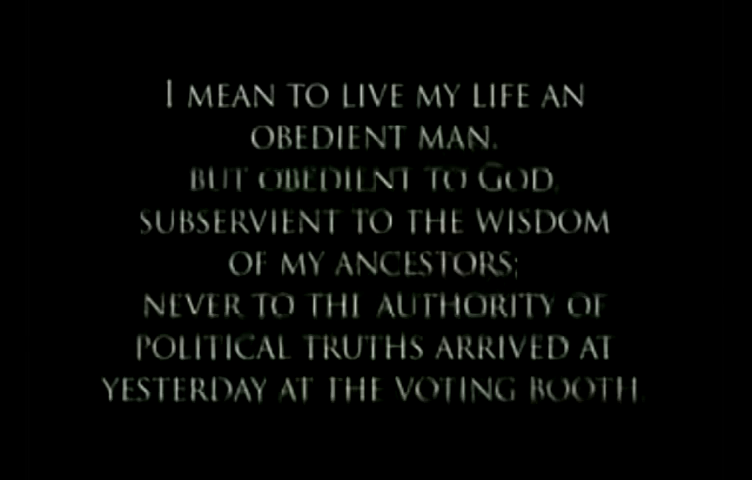 I MEAN TO LIVE MY LIFE AN
OBEDIENT MAN.
BUT OBEDIENT TO GOD,
SUBSERVIENT TO THE WISDOM
OF MY ANCESTORS;
NEVER TO THE AUTHORITY OF
POLITICAL TRUTHS ARRIVED AT
YESTERDAY AT THE VOTING BOOTH.